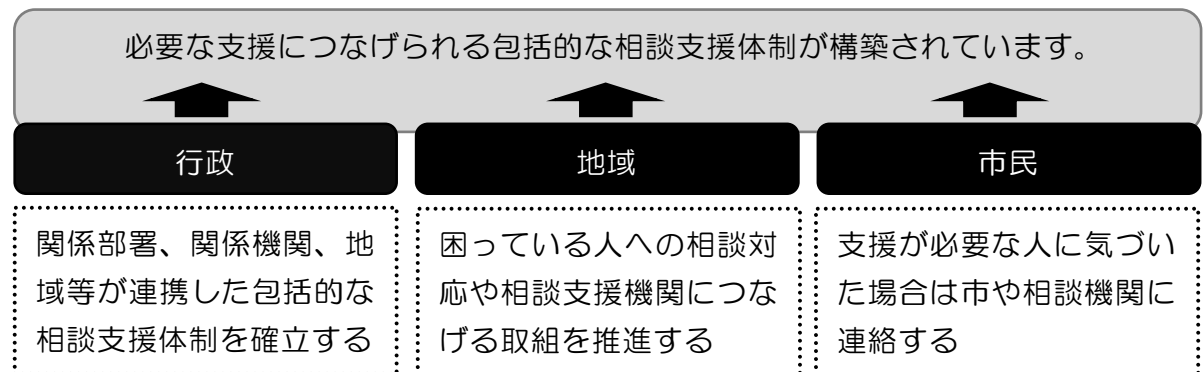 必要な支援につなげられる包括的な相談支援体制が構築されています。
行政
地域
市民
関係部署、関係機関、地
域等が連携した包括的な
相談支援体制を確立する
困っている人への相談対
応や相談支援機関につな
げる取組を推進する
支援が必要な人に気づい
た場合は市や相談機関に
連絡する